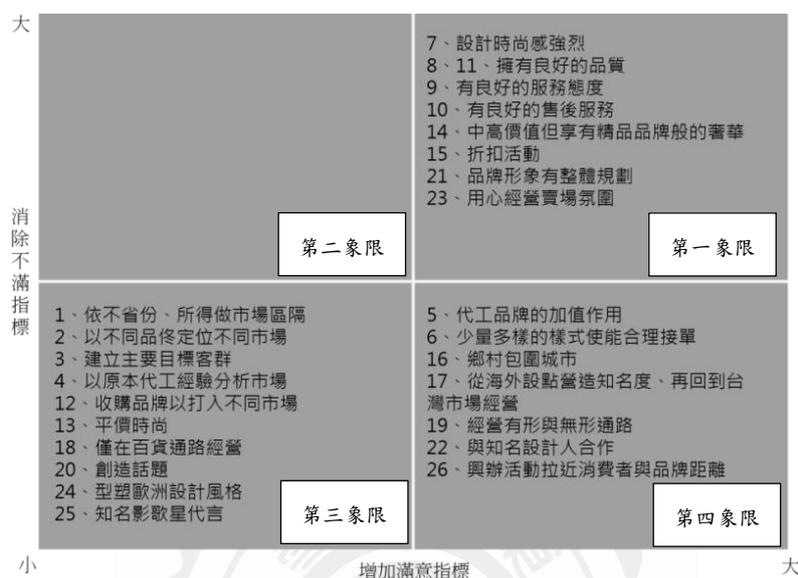 大
7、設計時尚感強烈
8、11、擁有良好的品質
9、有良好的服務態度
10、有良好的售後服務
14、中高價值但享有精品品牌般的奢華
15、折扣活動
21、品牌形象有整體規劃
23、用心經營賣場氛圍
第二象限
第一象限
消除不滿指標
1、依不省份、所得做市場區隔
2、以不同品佟定位不同市場
3、建立主要目標客群
4、以原本代工經驗分析市場
12、收購品牌以打入不同市場
13、平價時尚
18、僅在百貨通路經營
20、創造話題
24、型塑歐洲設計風格
25、知名影歌星代言
第三象限
5、代工品牌的加值作用
6、少量多樣的樣式使能合理接單
16、鄉村包圍城市
17、從海外設點營造知名度、再回到台
灣市場經營
19、經營有形與無形通路
22、與知名設計人合作
26、興辦活動拉近消費者與品牌距離
第四象限
小
增加滿意指標
大